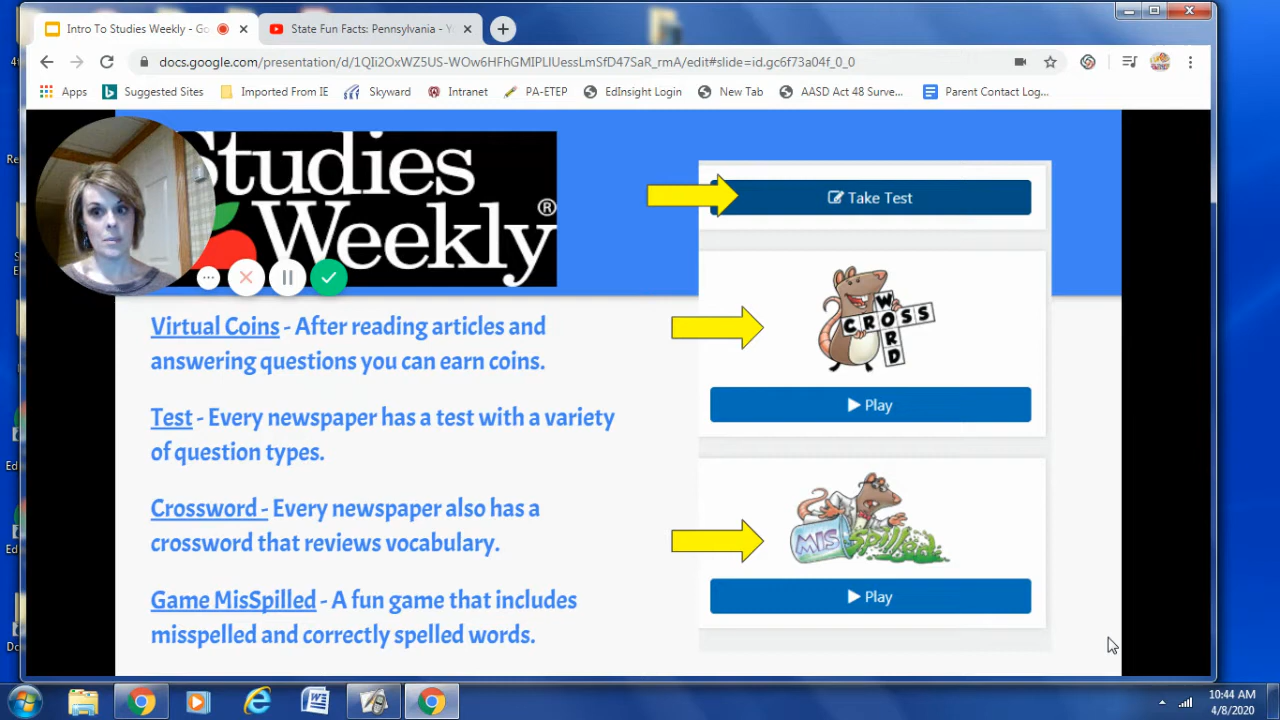 Intro To Studies Weekly - Go
State Fun Facts: Pennsylvania - Y
docs.google.com/presentation/d/1QIi2OxWZ5US-WOw6HFhGMIPLlUessLmSfD47SaR_rmA/edit#slide=id.gc6f73a04f_0_0
Apps Suggested Sites Imported From IE Skyward Intranet PA-ETEP EdInsight Login New Tab AASD Act 48 Surve... Parent Contact Log...
Studies
Weekly®
Take Test
CROSS
WORD
Play
MIS Spilled
Play
Virtual Coins - After reading articles and
answering questions you can earn coins.
Test - Every newspaper has a test with a variety
of question types.
Crossword - Every newspaper also has a
crossword that reviews vocabulary.
Game MisSpilled - A fun game that includes
misspelled and correctly spelled words.
10:44 AM
4/8/2020